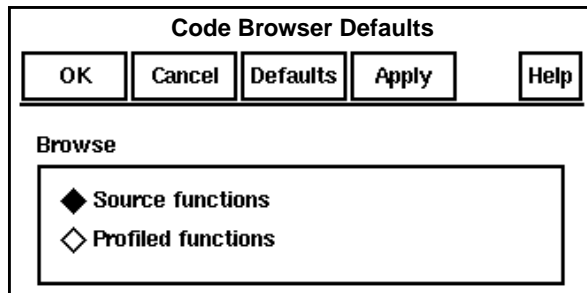 Code Browser Defaults
OK Cancel Defaults Apply Help
Browse
Source functions
Profiled functions